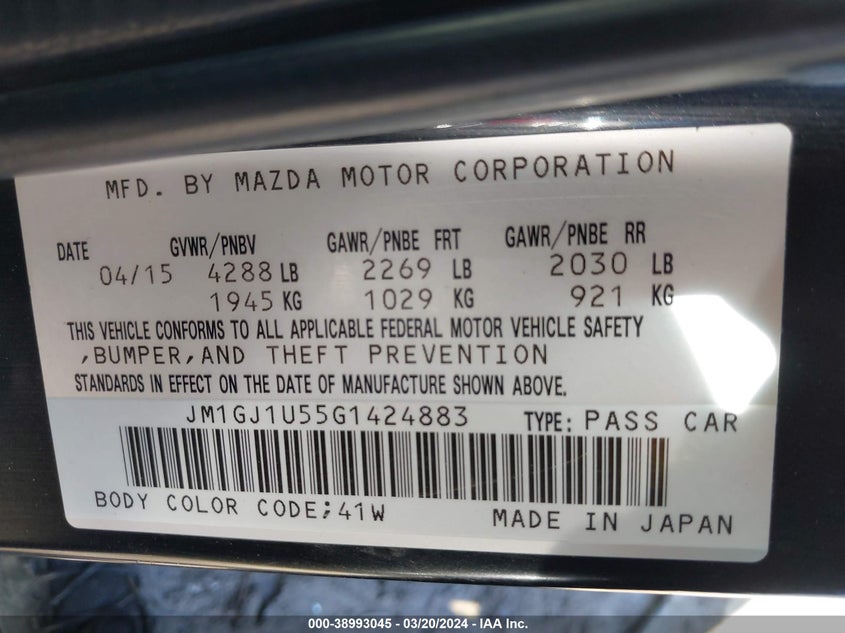 MFD. BY MAZDA MOTOR CORPORATION
DATE GVWR/PNBV GAWR/PNBE FRT GAWR/PNBE RR
04/15 4288 LB 2269 LB 2030 LB
1945 KG 1029 KG 921 KG
THIS VEHICLE CONFORMS TO ALL APPLICABLE FEDERAL MOTOR VEHICLE SAFETY
,BUMPER,AND THEFT PREVENTION
STANDARDS IN EFFECT ON THE DATE OF MANUFACTURE SHOWN ABOVE.
JM1GJ1U55G1424883 TYPE: PASS CAR
BODY COLOR CODE;41W MADE IN JAPAN
000-38993045 - 03/20/2024 - IAA Inc.